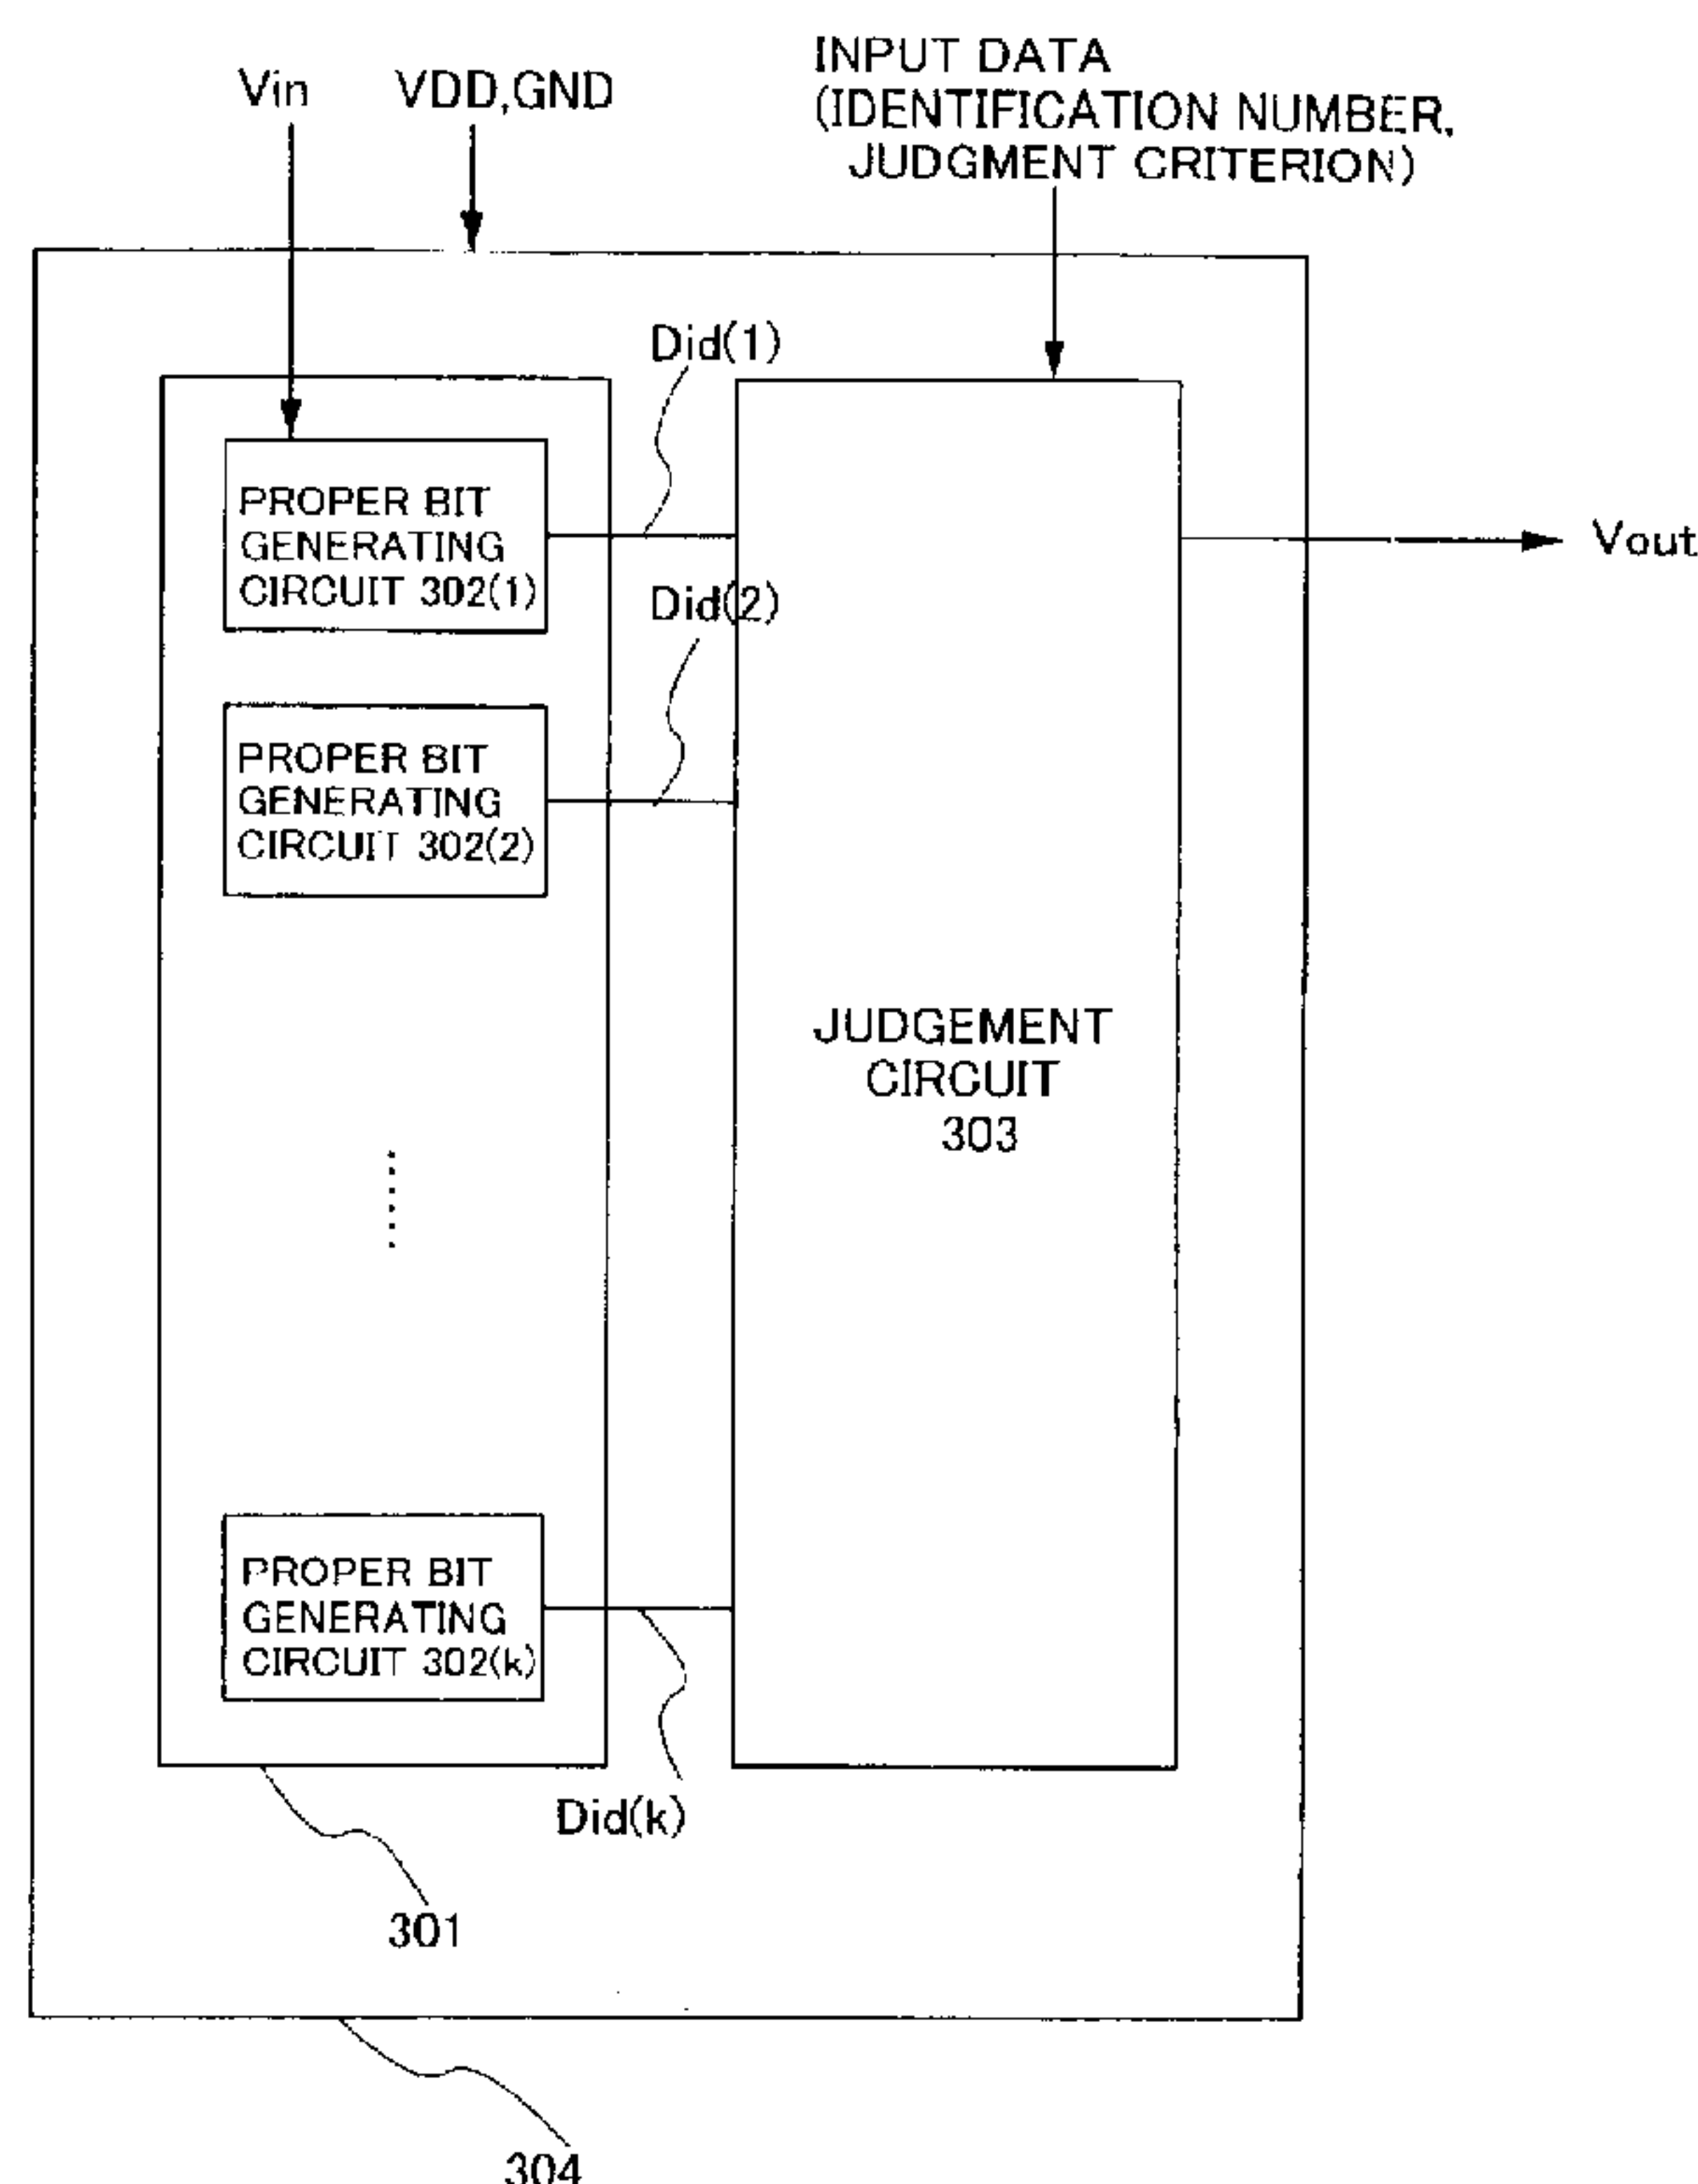 Vin
VDD,GND
INPUT DATA
(IDENTIFICATION NUMBER,
JUDGMENT CRITERION)
Did(1)
PROPER BIT
GENERATING
CIRCUIT 302(1)
Vout
Did(2)
PROPER BIT
GENERATING
CIRCUIT 302(2)
JUDGEMENT
CIRCUIT
303
PROPER BIT
GENERATING
CIRCUIT 302(k)
Did(k)
301
304